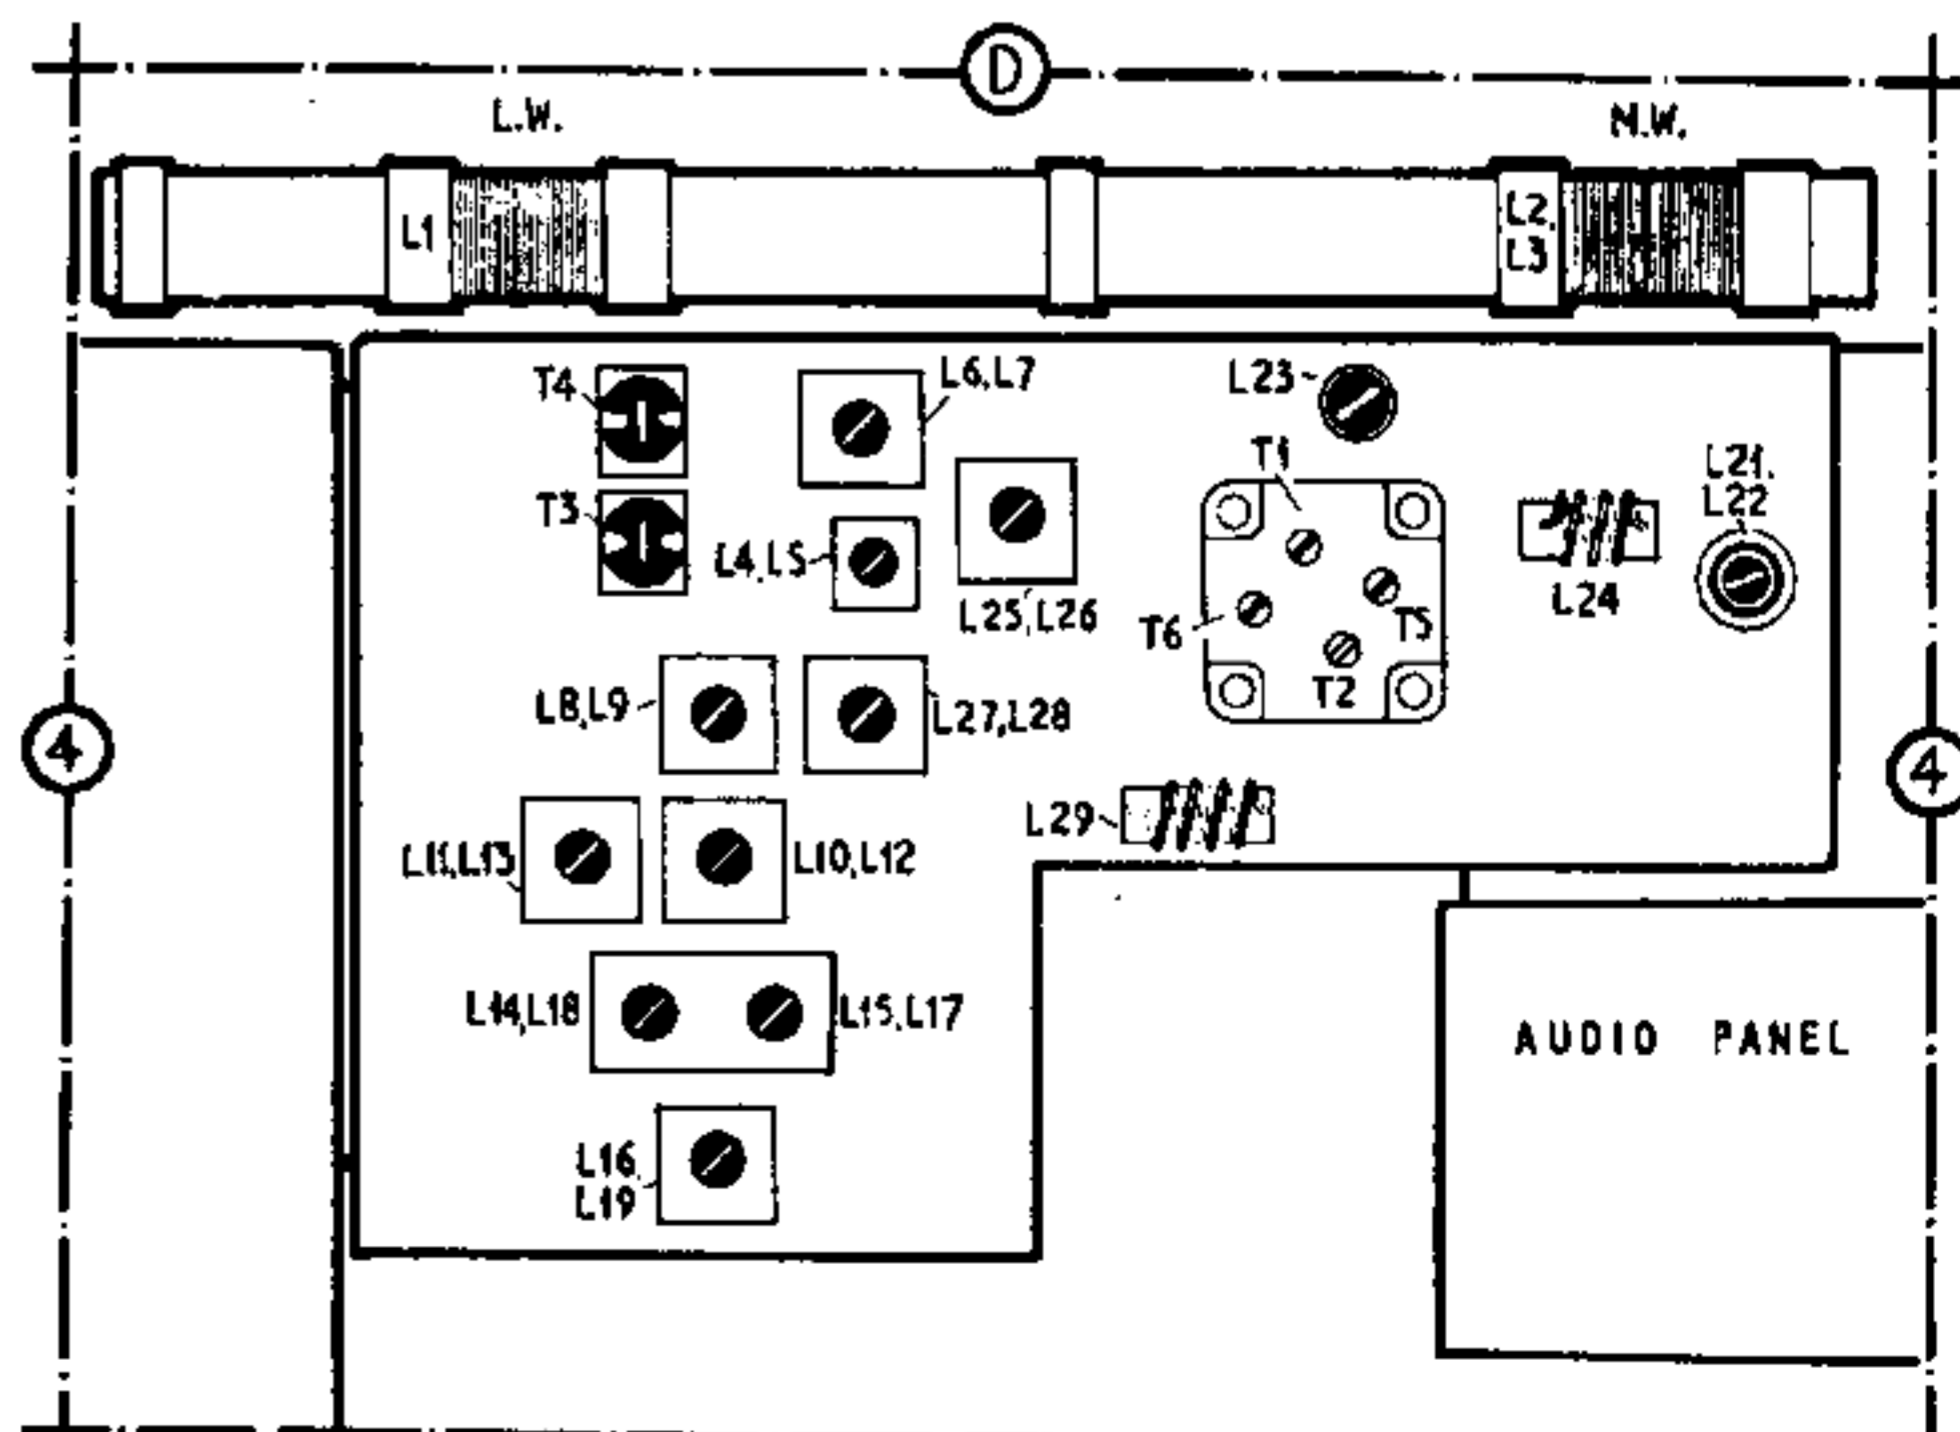 D
L.W.
M.W.
L1
L2,
L3
T4
L6,L7
L23
T1
L21,
L22
T3
L4,L5
L25,L26
L24
T6
T5
T2
L8,L9
L27,L28
4
4
L29
L11,L13
L10,L12
L14,L18
L15,L17
AUDIO PANEL
L16
L19